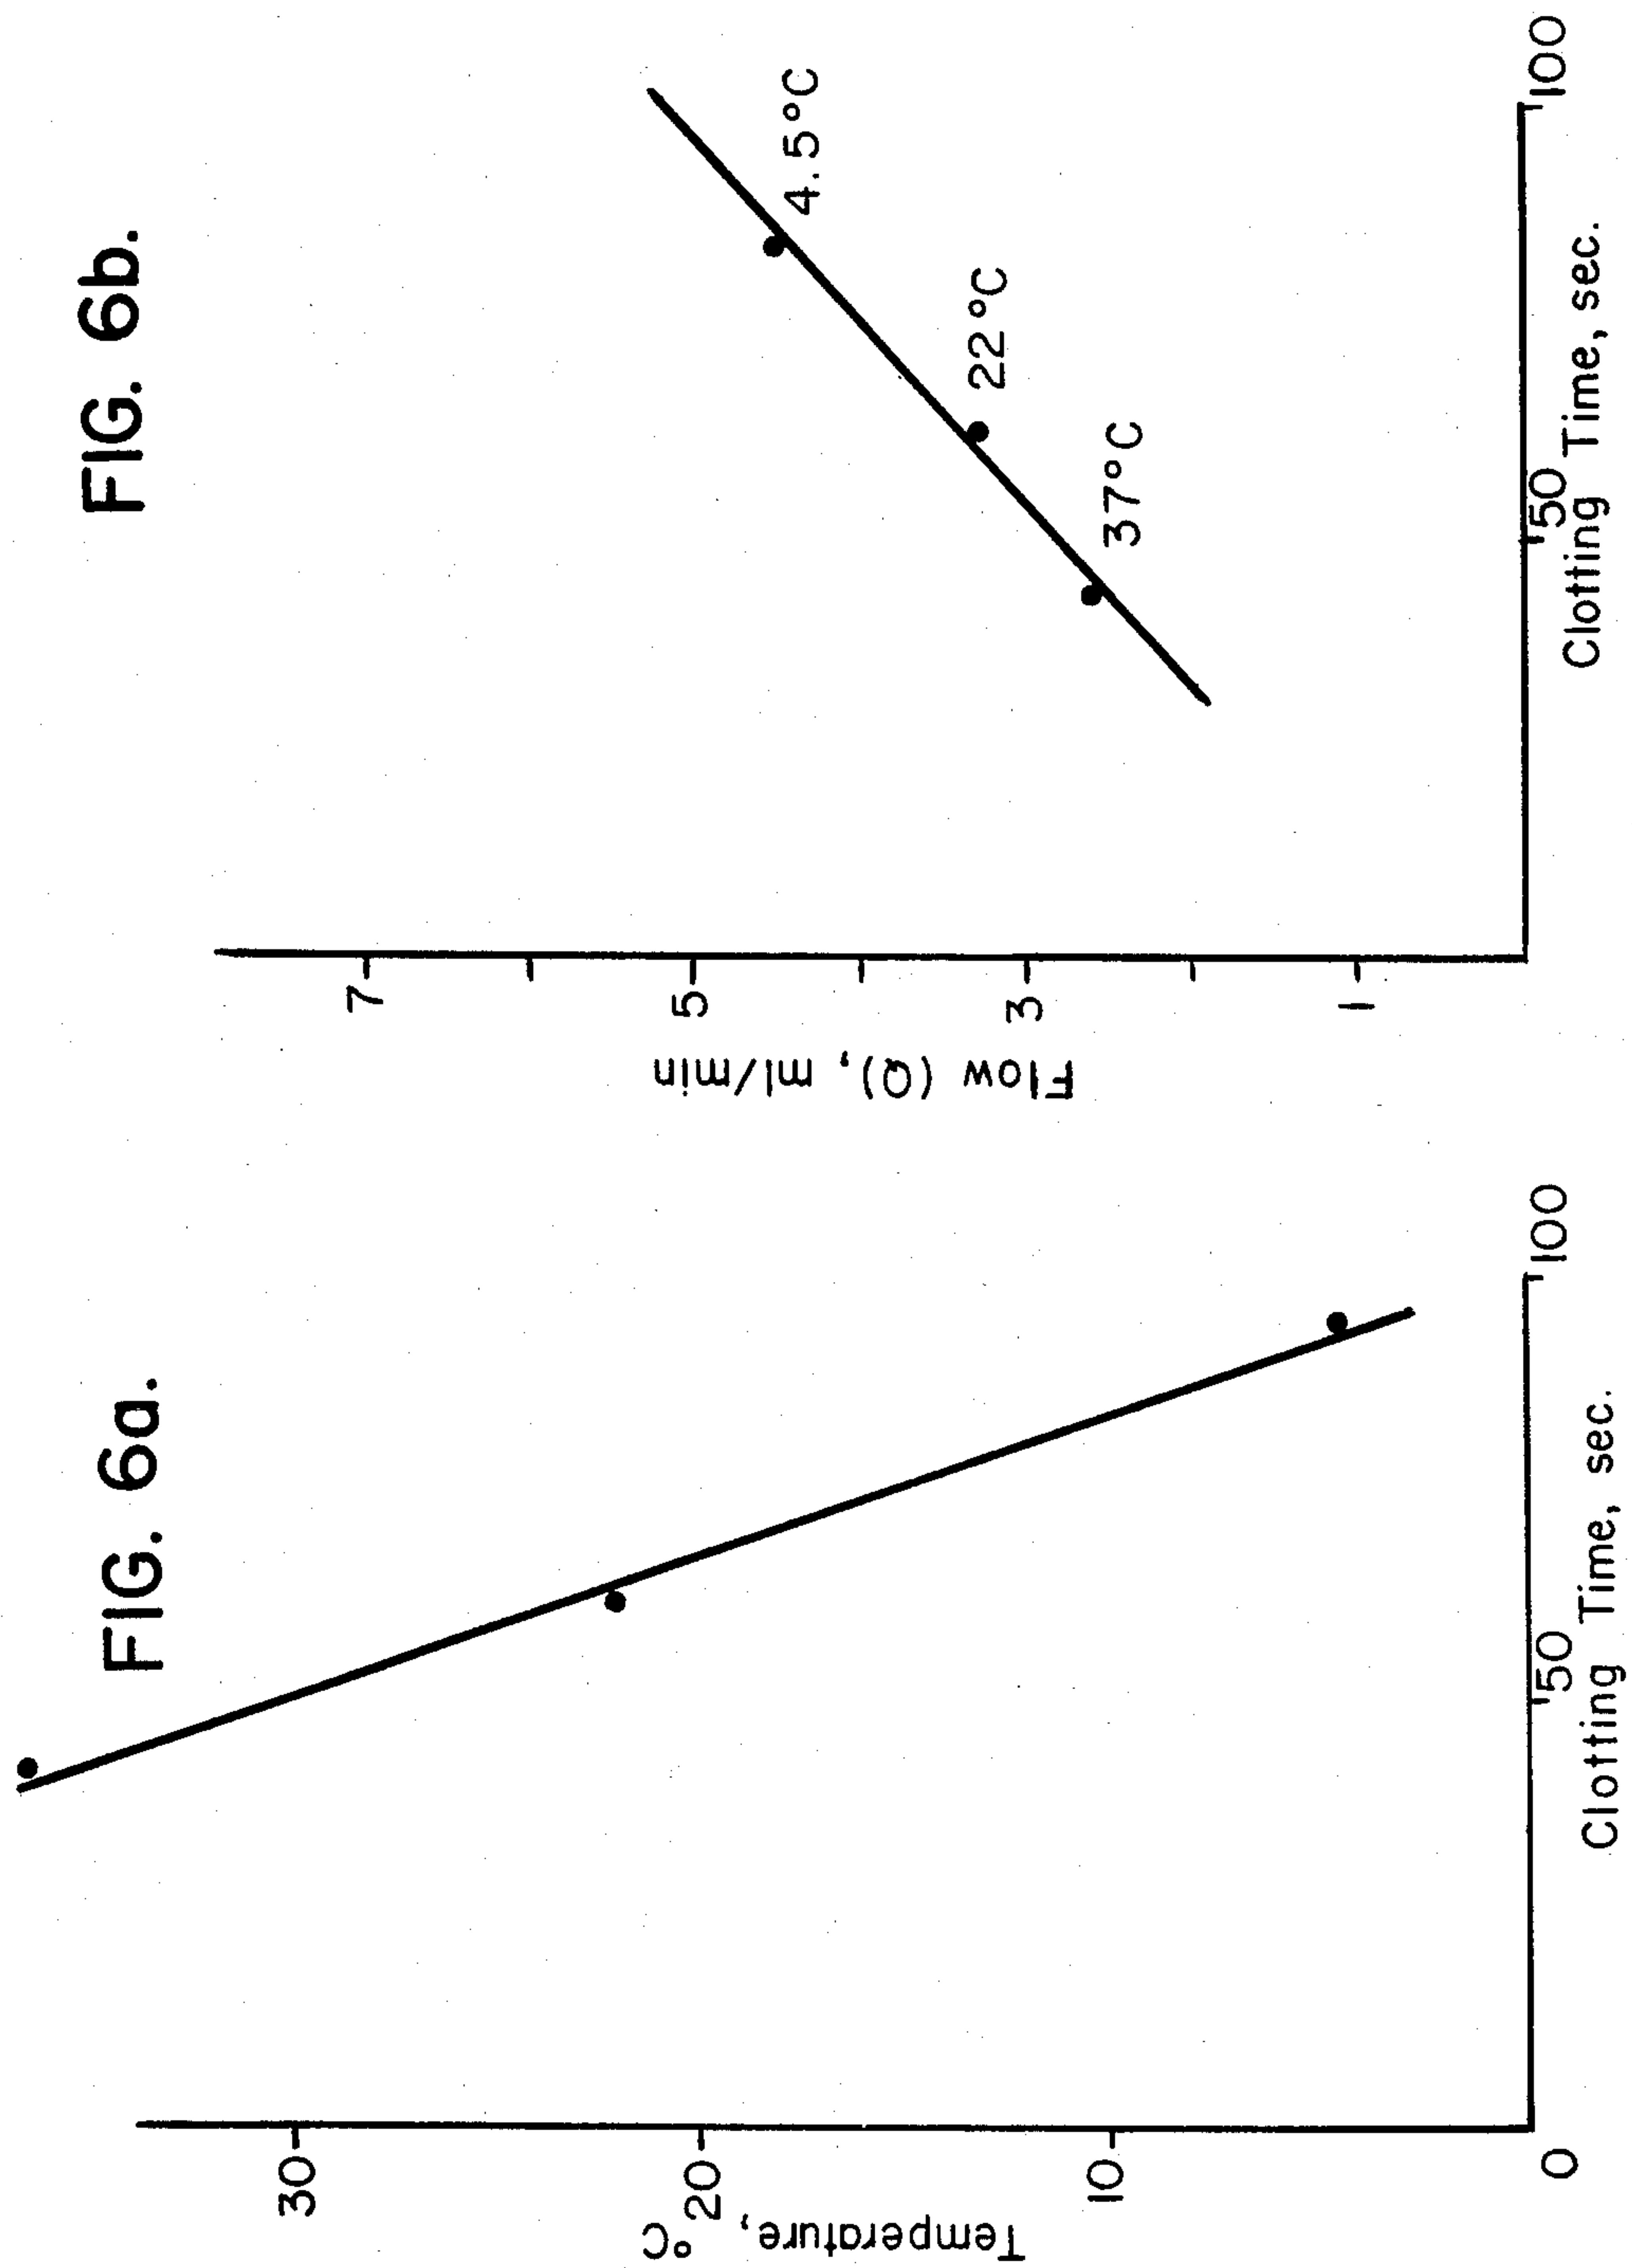 FIG. 6a.
30
20
10
0
Temperature, °C
50
100
Clotting Time, sec.
FIG. 6b.
7
5
3
1
Flow (Q), ml/min
4.5°C
22°C
37°C
50
100
Clotting Time, sec.